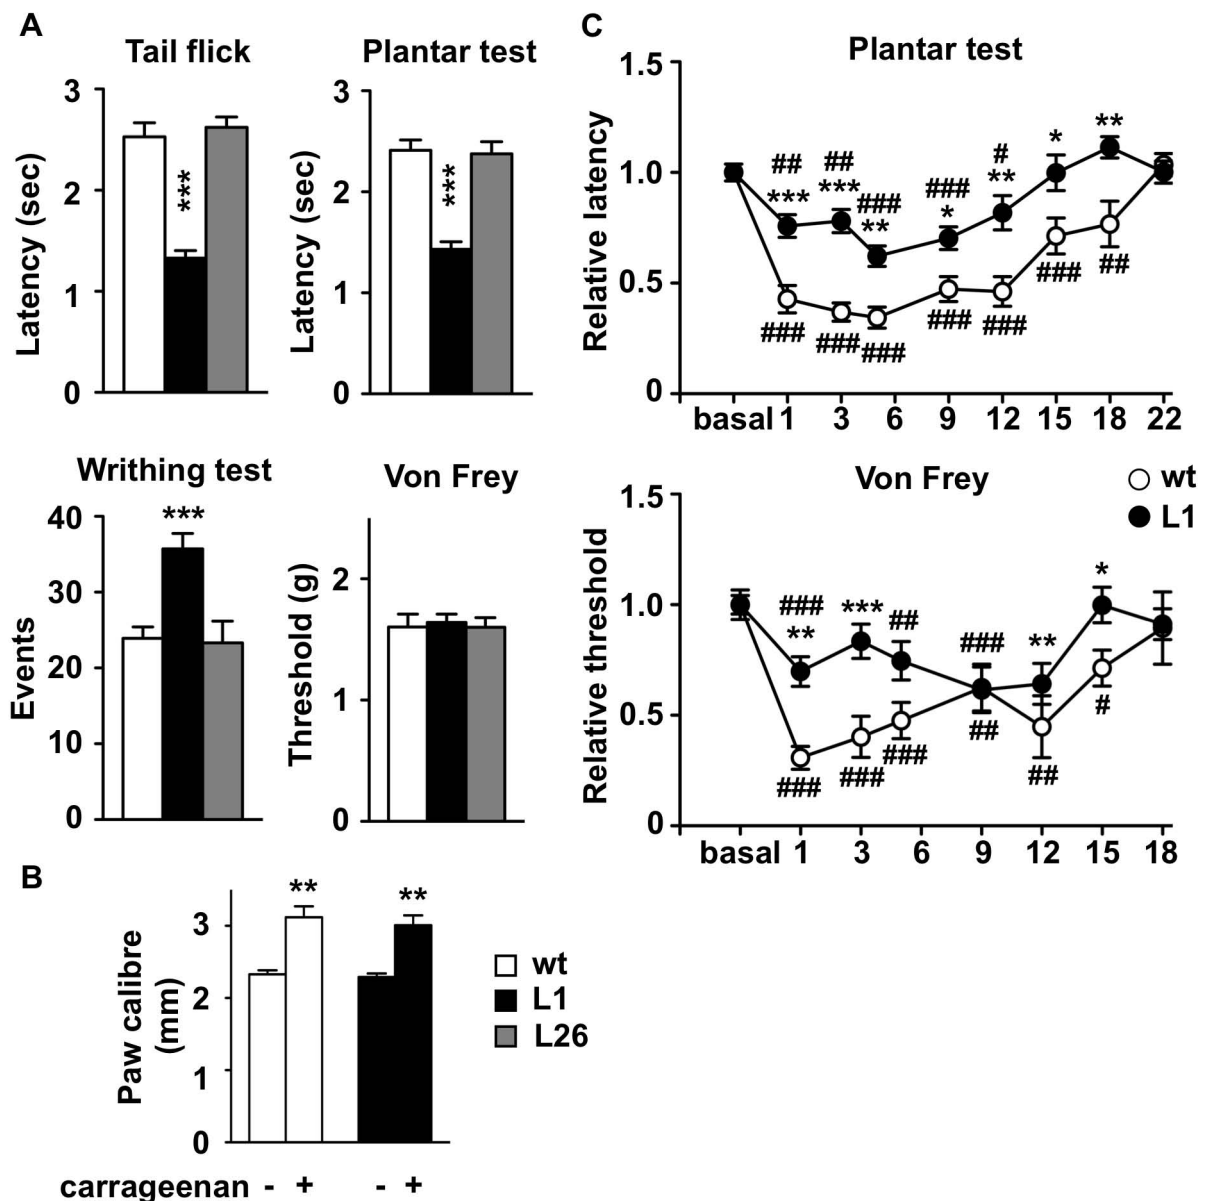 A
Tail flick
Latency (sec)
3
2
1
0
***
Plantar test
Latency (sec)
3
2
1
0
***
Writhing test
Events
40
30
20
10
0
***
Von Frey
Threshold (g)
2
1
0
B
Paw calibre
(mm)
3
2
1
0
** **
carrageenan - + - +
wt
L1
L26
C
Plantar test
Relative latency
1.5
1.0
0.5
0
## ## ### ### # * **
*** *** ** * **
### ### ### ### ### ### ##
basal 1 3 6 9 12 15 18 22
Von Frey
wt
L1
Relative threshold
1.5
1.0
0.5
0
### *** ## ### ** *
**
### ### ### ## ## #
basal 1 3 6 9 12 15 18